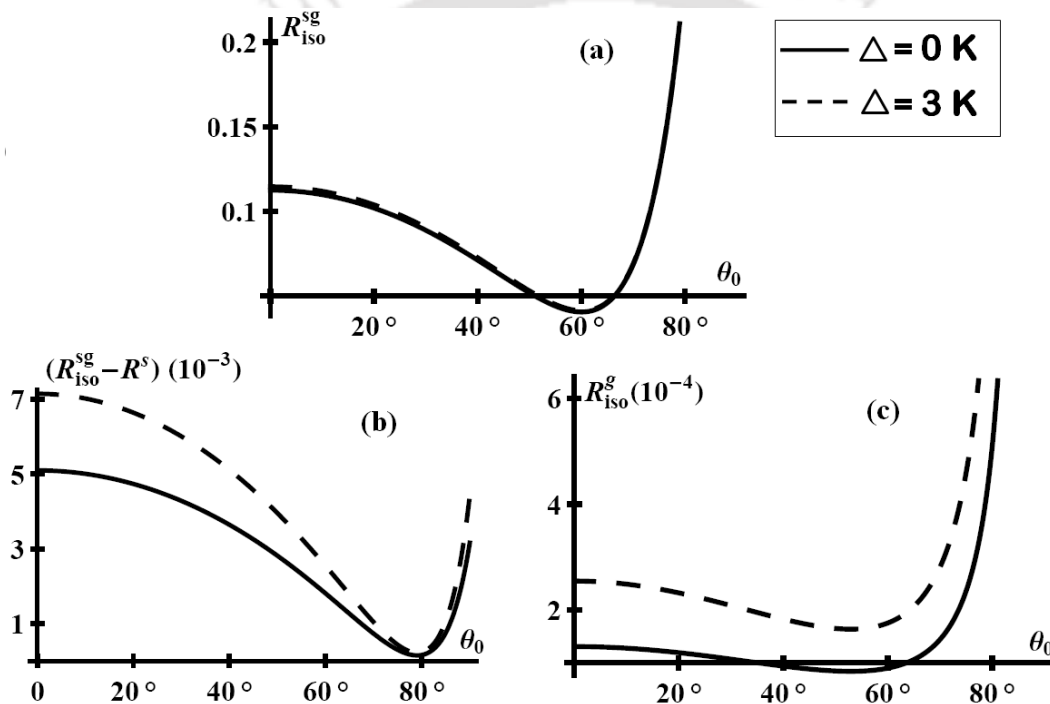 R^sg_iso
0.2
(a)
0.15
0.1
θ₀
20° 40° 60° 80°
Δ = 0 K
Δ = 3 K
(R^sg_iso − R^s) (10⁻³)
7
(b)
5
3
1
θ₀
0 20° 40° 60° 80°
R^g_iso (10⁻⁴)
6
(c)
4
2
θ₀
20° 40° 60° 80°